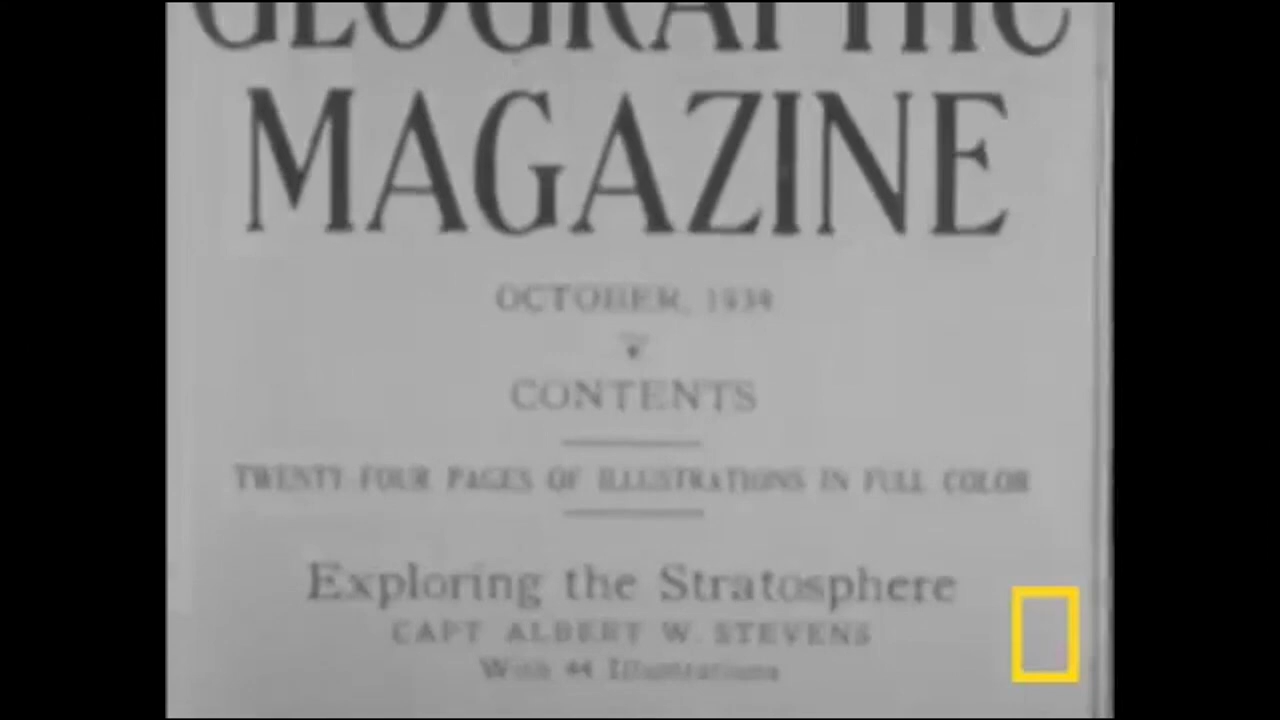 GEOGRAPHIC
MAGAZINE
OCTOBER, 1934
CONTENTS
TWENTY FOUR PAGES OF ILLUSTRATIONS IN FULL COLOR
Exploring the Stratosphere
CAPT ALBERT W. STEVENS
With 44 Illustrations